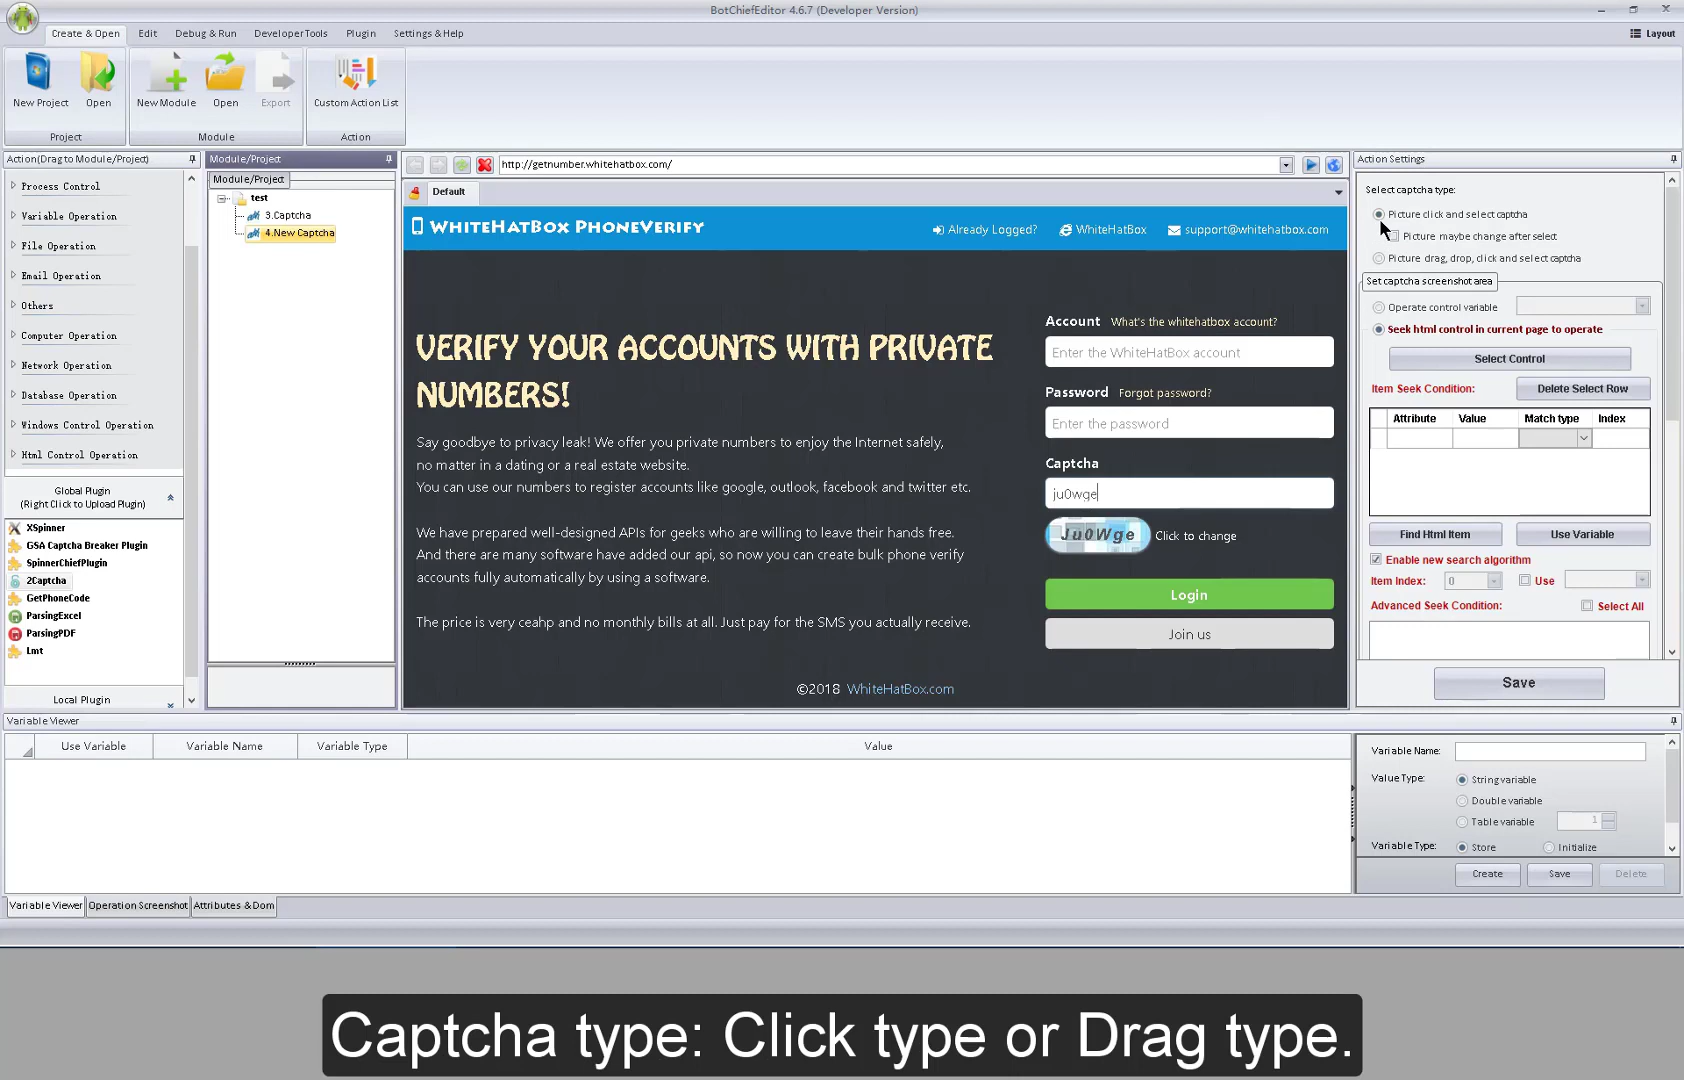 BotChiefEditor 4.6.7 (Developer Version)
Create & Open Edit Debug & Run Developer Tools Plugin Settings & Help Layout
New Project Open New Module Open Export Custom Action List
Project Module Action
Action(Drag to Module/Project)
Process Control
Variable Operation
File Operation
Email Operation
Others
Computer Operation
Network Operation
Database Operation
Windows Control Operation
Html Control Operation
Global Plugin
(Right Click to Upload Plugin)
XSpinner
GSA Captcha Breaker Plugin
SpinnerChiefPlugin
2Captcha
GetPhoneCode
ParsingExcel
ParsingPDF
Lmt
Local Plugin
Module/Project
Module/Project
test
3.Captcha
4.New Captcha
http://getnumber.whitehatbox.com/
Default
WhiteHatBox PhoneVerify
Already Logged? WhiteHatBox support@whitehatbox.com
VERIFY YOUR ACCOUNTS WITH PRIVATE
NUMBERS!
Say goodbye to privacy leak! We offer you private numbers to enjoy the Internet safely,
no matter in a dating or a real estate website.
You can use our numbers to register accounts like google, outlook, facebook and twitter etc.
We have prepared well-designed APIs for geeks who are willing to leave their hands free.
And there are many software have added our api, so now you can create bulk phone verify
accounts fully automatically by using a software.
The price is very ceahp and no monthly bills at all. Just pay for the SMS you actually receive.
Account What's the whitehatbox account?
Enter the WhiteHatBox account
Password Forgot password?
Enter the password
Captcha
ju0wge
Ju0Wge Click to change
Login
Join us
©2018 WhiteHatBox.com
Action Settings
Select captcha type:
Picture click and select captcha
Picture maybe change after select
Picture drag, drop, click and select captcha
Set captcha screenshot area
Operate control variable
Seek html control in current page to operate
Select Control
Item Seek Condition: Delete Select Row
Attribute Value Match type Index
Find Html Item Use Variable
Enable new search algorithm
Item Index: 0 Use
Advanced Seek Condition: Select All
Save
Variable Viewer
Use Variable Variable Name Variable Type Value
Variable Name:
Value Type: String variable
Double variable
Table variable 1
Variable Type: Store Initialize
Create Save Delete
Variable Viewer Operation Screenshot Attributes & Dom
Captcha type: Click type or Drag type.